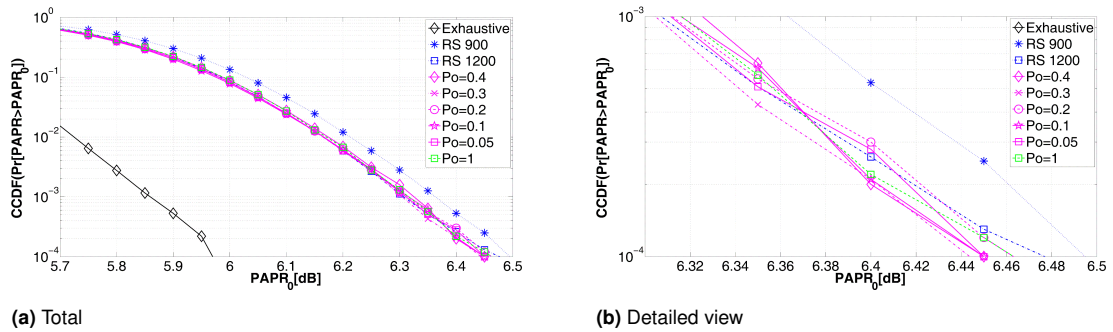 10⁰
10⁻¹
10⁻²
10⁻³
10⁻⁴
CCDF(Pr[PAPR>PAPR₀])
5.7 5.8 5.9 6 6.1 6.2 6.3 6.4 6.5
PAPR₀[dB]
Exhaustive
RS 900
RS 1200
Po=0.4
Po=0.3
Po=0.2
Po=0.1
Po=0.05
Po=1
(a) Total
10⁻³
10⁻⁴
CCDF(Pr[PAPR>PAPR₀])
6.32 6.34 6.36 6.38 6.4 6.42 6.44 6.46 6.48 6.5
PAPR₀[dB]
Exhaustive
RS 900
RS 1200
Po=0.4
Po=0.3
Po=0.2
Po=0.1
Po=0.05
Po=1
(b) Detailed view